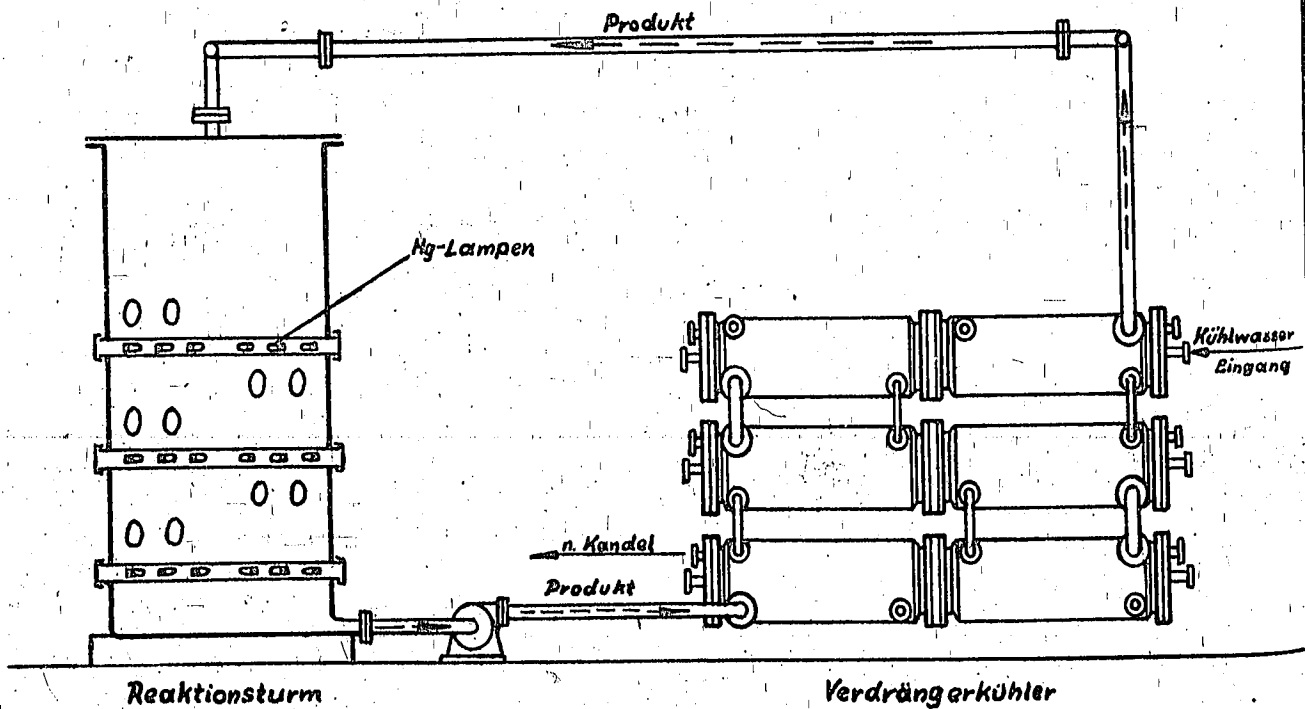 Produkt
Hg-Lampen
Kühlwasser
Eingang
n. Kandel
Produkt
Reaktionsturm
Verdrängerkühler